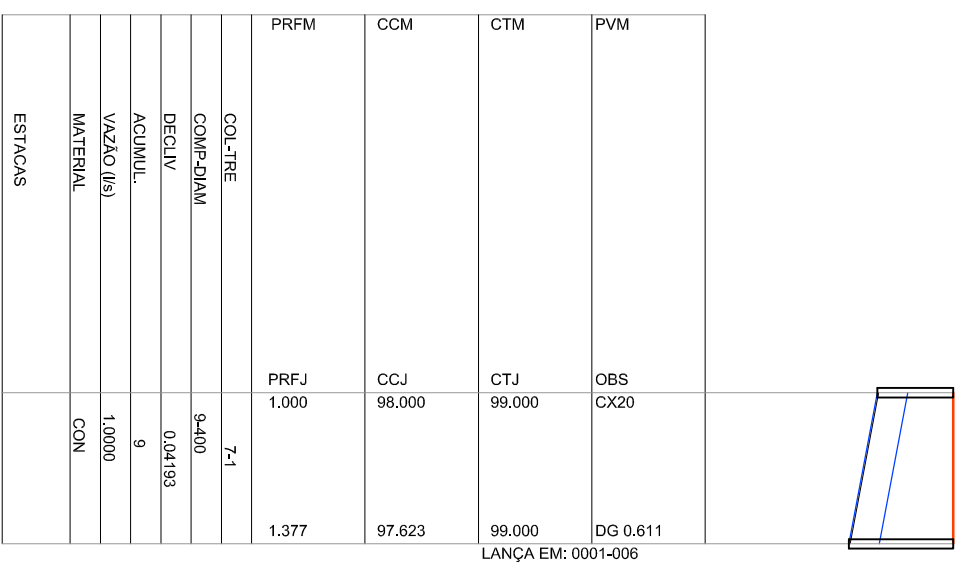 PRFM CCM CTM PVM
ESTACAS
MATERIAL
VAZÃO (l/s)
ACUMUL.
DECLIV
COMP-DIAM
COL-TRE
PRFJ CCJ CTJ OBS
1.000 98.000 99.000 CX20
CON
1.0000
9
0.04193
9-400
7-1
1.377 97.623 99.000 DG 0.611
LANÇA EM: 0001-006